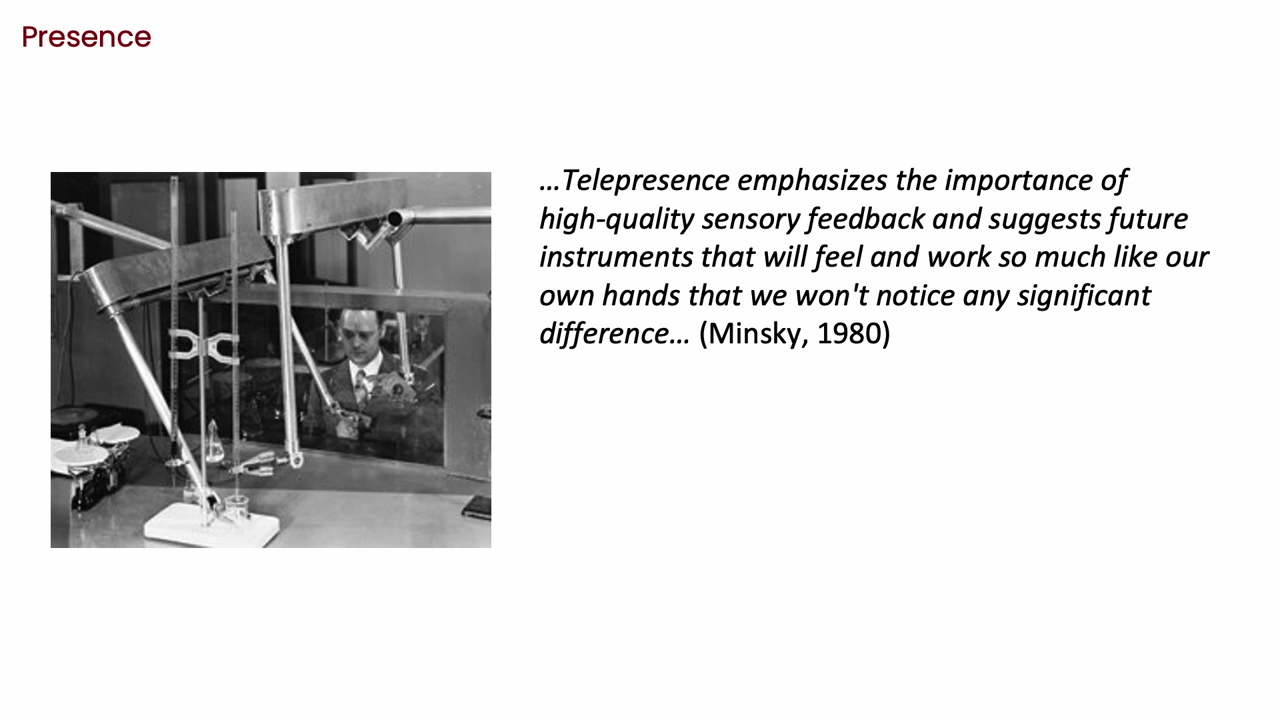 Presence
…Telepresence emphasizes the importance of
high-quality sensory feedback and suggests future
instruments that will feel and work so much like our
own hands that we won't notice any significant
difference… (Minsky, 1980)